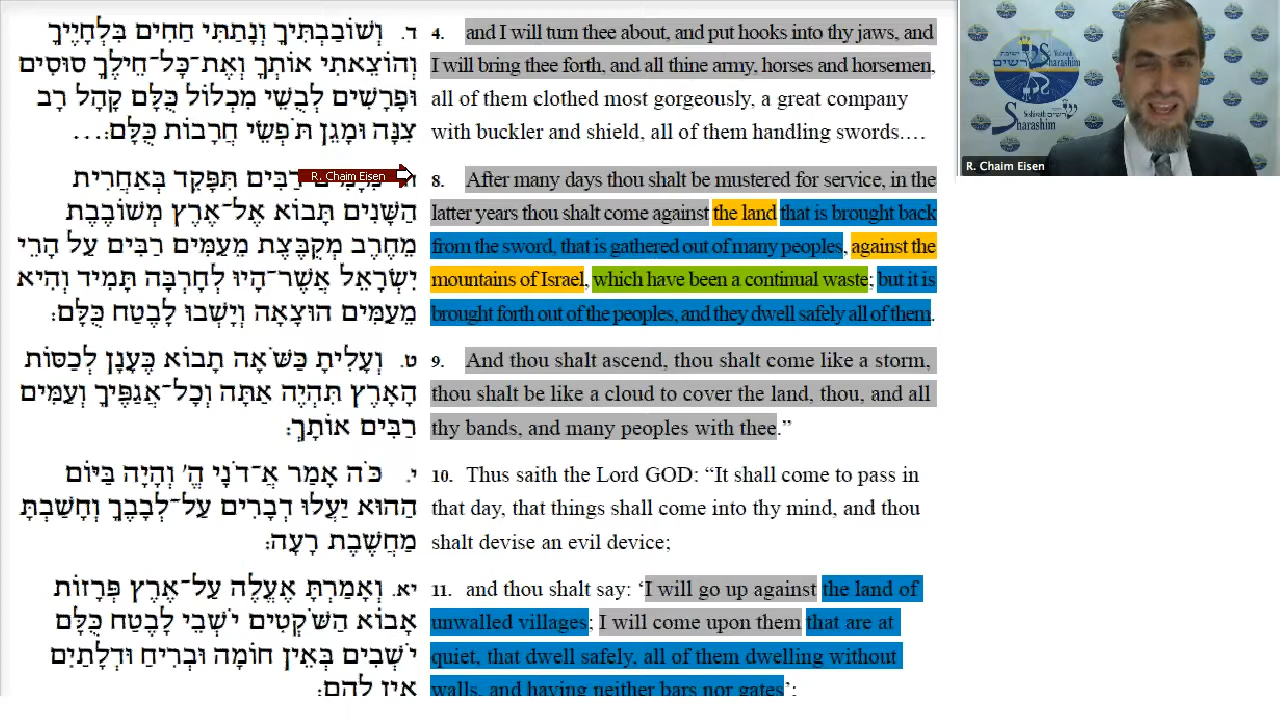 ד. וְשׁוֹבַבְתִּיךָ וְנָתַתִּי חַחִים בִּלְחָיֶיךָ
וְהוֹצֵאתִי אוֹתְךָ וְאֶת־כָּל־חֵילֶךָ סוּסִים
וּפָרָשִׁים לְבֻשֵׁי מִכְלוֹל כֻּלָּם קָהָל רָב
צִנָּה וּמָגֵן תֹּפְשֵׂי חֲרָבוֹת כֻּלָּם:...
רַבִּים תִּפָּקֵד בְּאַחֲרִית
הַשָּׁנִים תָּבוֹא אֶל־אֶרֶץ מְשׁוֹבֶבֶת
מֵחֶרֶב מְקֻבֶּצֶת מֵעַמִּים רַבִּים עַל הָרֵי
יִשְׂרָאֵל אֲשֶׁר־הָיוּ לְחָרְבָּה תָּמִיד וְהִיא
מֵעַמִּים הוּצָאָה וְיָשְׁבוּ לָבֶטַח כֻּלָּם:
ט. וְעָלִיתָ כַּשֹּׁאָה תָבוֹא כֶּעָנָן לְכַסּוֹת
הָאָרֶץ תִּהְיֶה אַתָּה וְכָל־אֲגַפֶּיךָ וְעַמִּים
רַבִּים אוֹתָךְ:
י. כֹּה אָמַר אֲ־דֹנָי הֱ' וְהָיָה בַּיּוֹם
הַהוּא יַעֲלוּ דְבָרִים עַל־לְבָבֶךָ וְחָשַׁבְתָּ
מַחֲשֶׁבֶת רָעָה:
יא. וְאָמַרְתָּ אֶעֱלֶה עַל־אֶרֶץ פְּרָזוֹת
אָבוֹא הַשֹּׁקְטִים יֹשְׁבֵי לָבֶטַח כֻּלָּם
יֹשְׁבִים בְּאֵין חוֹמָה וּבְרִיחַ וּדְלָתַיִם
אֵין לָהֶם:
4. and I will turn thee about, and put hooks into thy jaws, and
I will bring thee forth, and all thine army, horses and horsemen,
all of them clothed most gorgeously, a great company
with buckler and shield, all of them handling swords....
8. After many days thou shalt be mustered for service, in the
latter years thou shalt come against the land that is brought back
from the sword, that is gathered out of many peoples, against the
mountains of Israel, which have been a continual waste; but it is
brought forth out of the peoples, and they dwell safely all of them.
9. And thou shalt ascend, thou shalt come like a storm,
thou shalt be like a cloud to cover the land, thou, and all
thy bands, and many peoples with thee.”
10. Thus saith the Lord GOD: “It shall come to pass in
that day, that things shall come into thy mind, and thou
shalt devise an evil device;
11. and thou shalt say: ‘I will go up against the land of
unwalled villages; I will come upon them that are at
quiet, that dwell safely, all of them dwelling without
walls, and having neither bars nor gates’;
R. Chaim Eisen
Yeshivath
Sharashim
R. Chaim Eisen